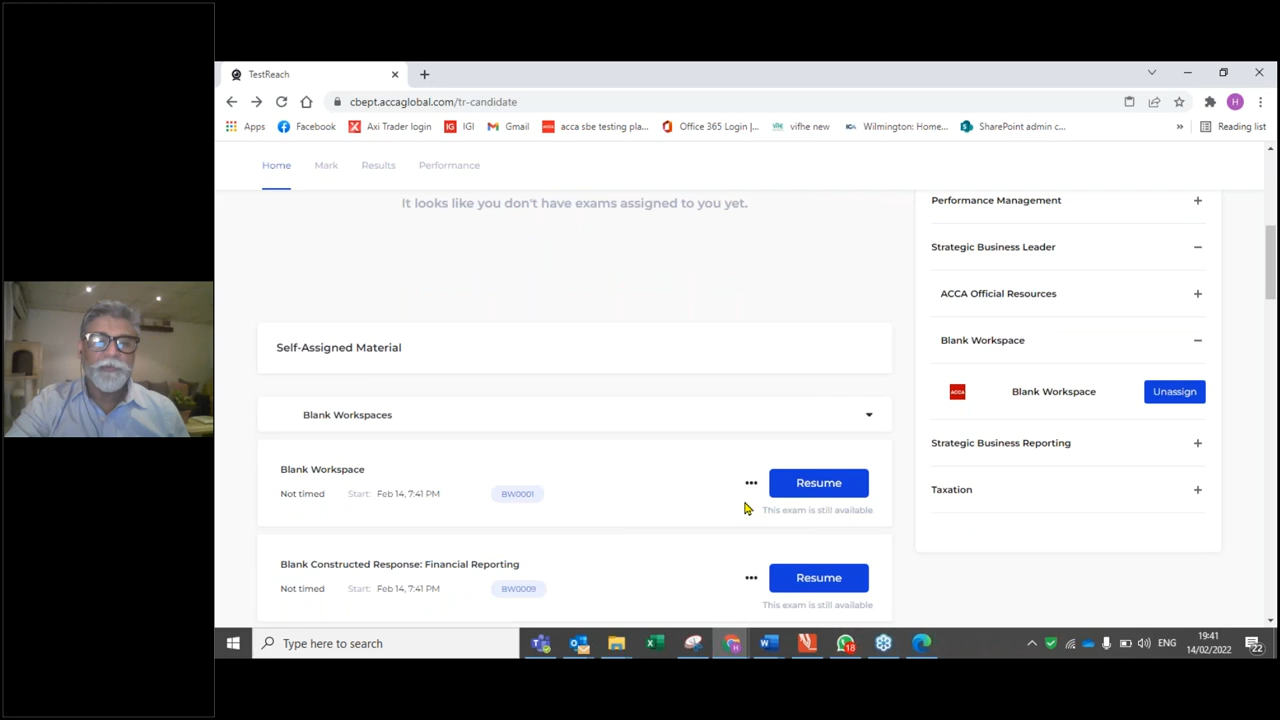 TestReach
cbept.accaglobal.com/tr-candidate
H
Apps
Facebook
Axi Trader login
IG IGI
Gmail
acca sbe testing pla...
Office 365 Login |...
vifhe new
Wilmington: Home...
SharePoint admin c...
»
Reading list
Home
Mark
Results
Performance
It looks like you don't have exams assigned to you yet.
Self-Assigned Material
Blank Workspaces
Blank Workspace
Not timed
Start: Feb 14, 7:41 PM
BW0001
Resume
This exam is still available
Blank Constructed Response: Financial Reporting
Not timed
Start: Feb 14, 7:41 PM
BW0009
Resume
This exam is still available
Performance Management
Strategic Business Leader
ACCA Official Resources
Blank Workspace
ACCA
Blank Workspace
Unassign
Strategic Business Reporting
Taxation
Type here to search
18
ENG
19:41
14/02/2022
22